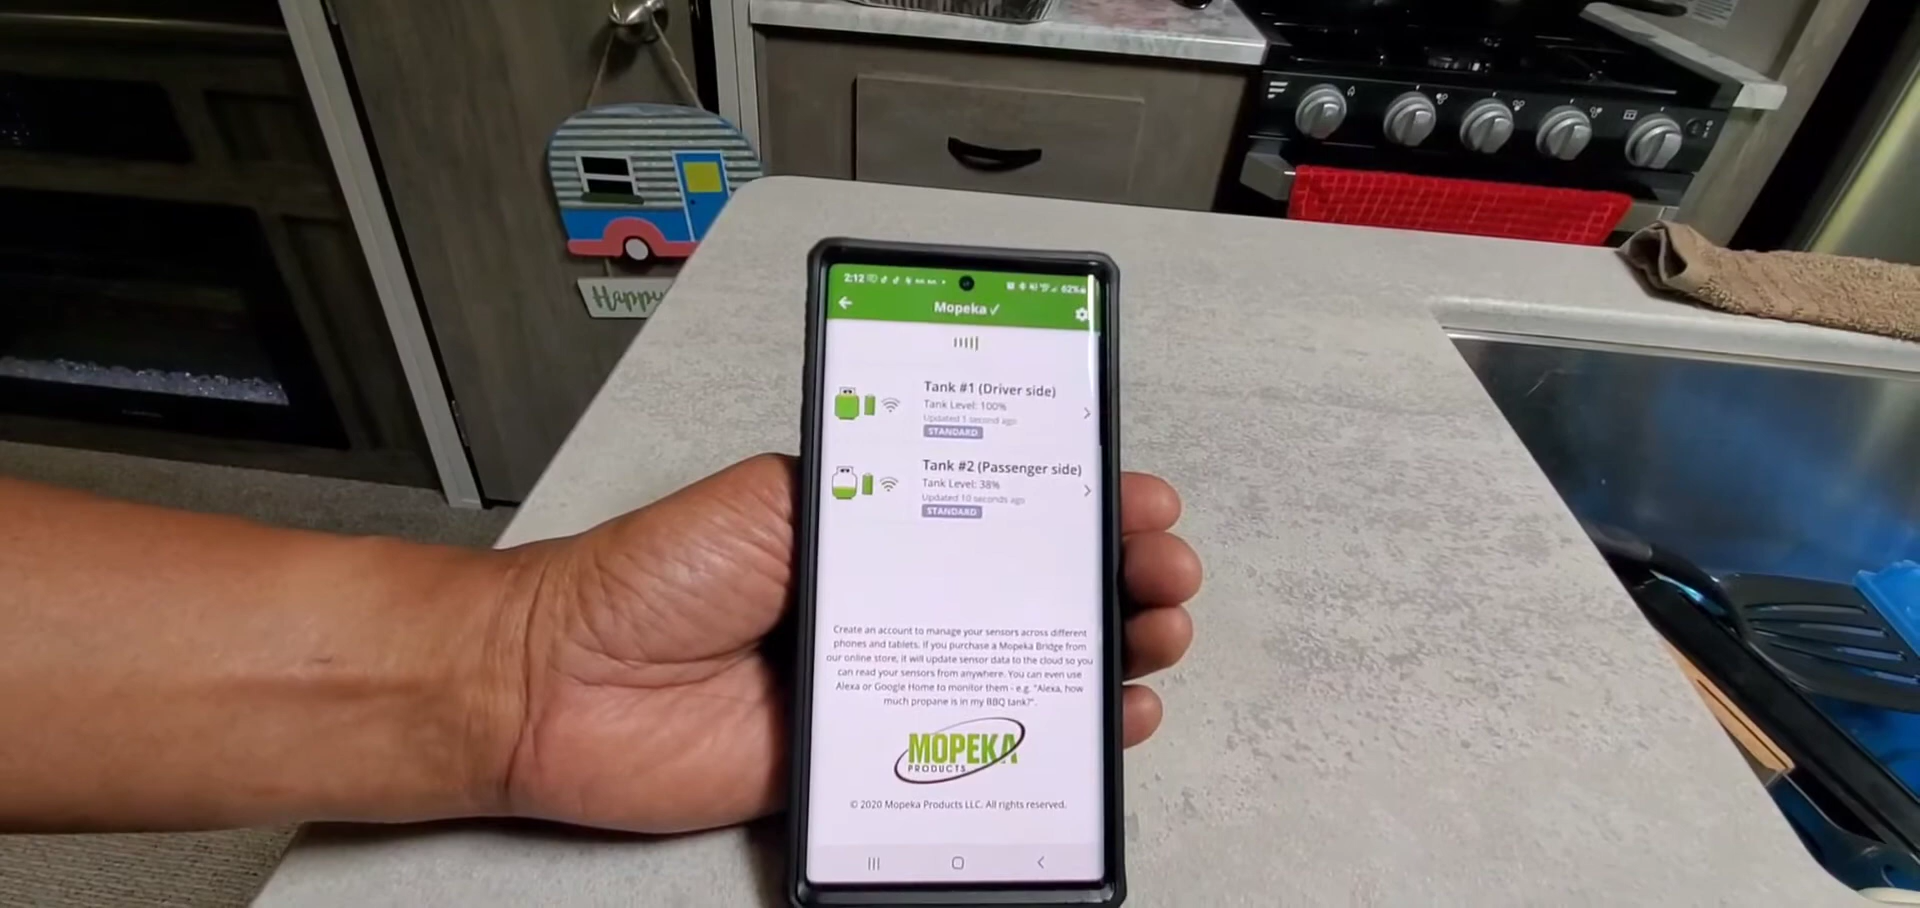 Happy
2:12
62%
Mopeka ✓
Tank #1 (Driver side)
Tank Level: 100%
Updated 1 second ago
STANDARD
Tank #2 (Passenger side)
Tank Level: 38%
Updated 10 seconds ago
STANDARD
Create an account to manage your sensors across different
phones and tablets. If you purchase a Mopeka Bridge from
our online store, it will update sensor data to the cloud so you
can read your sensors from anywhere. You can even use
Alexa or Google Home to monitor them - e.g. "Alexa, how
much propane is in my BBQ tank?".
MOPEKA
PRODUCTS
© 2020 Mopeka Products LLC. All rights reserved.